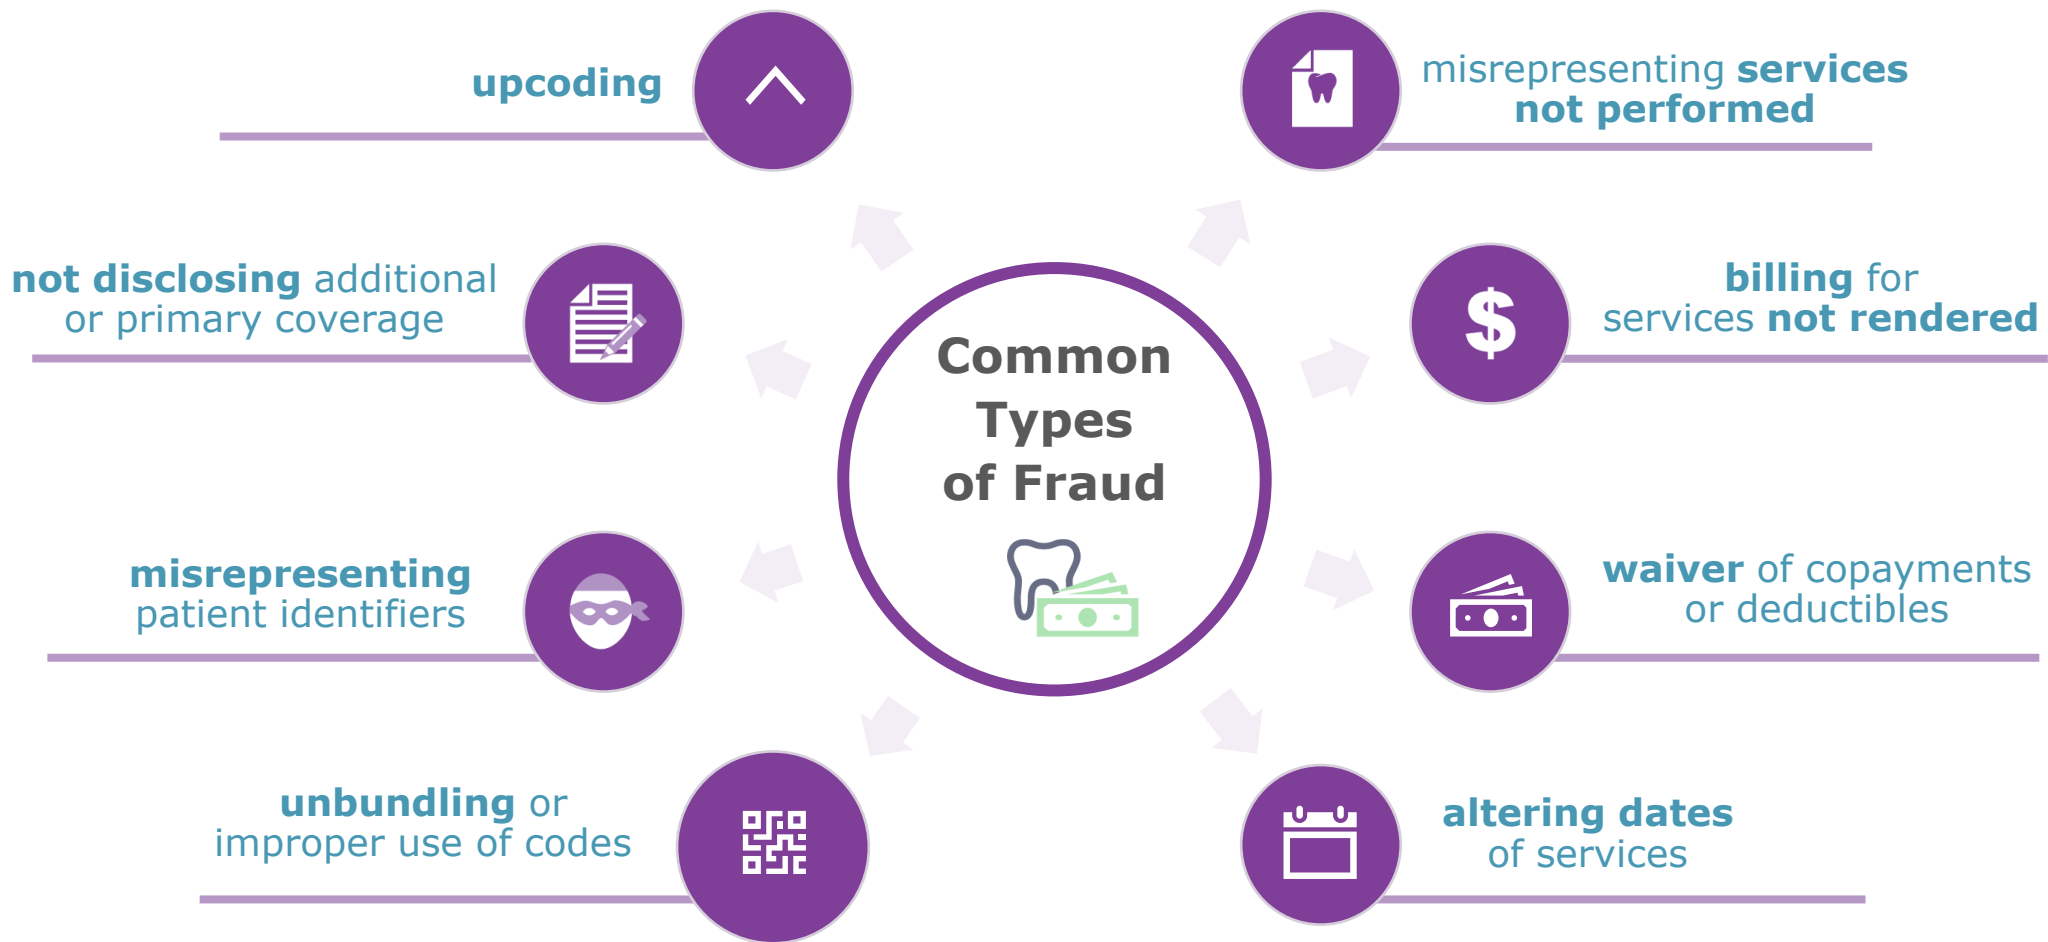 Common
Types
of Fraud
upcoding
not disclosing additional
or primary coverage
misrepresenting
patient identifiers
unbundling or
improper use of codes
misrepresenting services
not performed
billing for
services not rendered
$
waiver of copayments
or deductibles
altering dates
of services